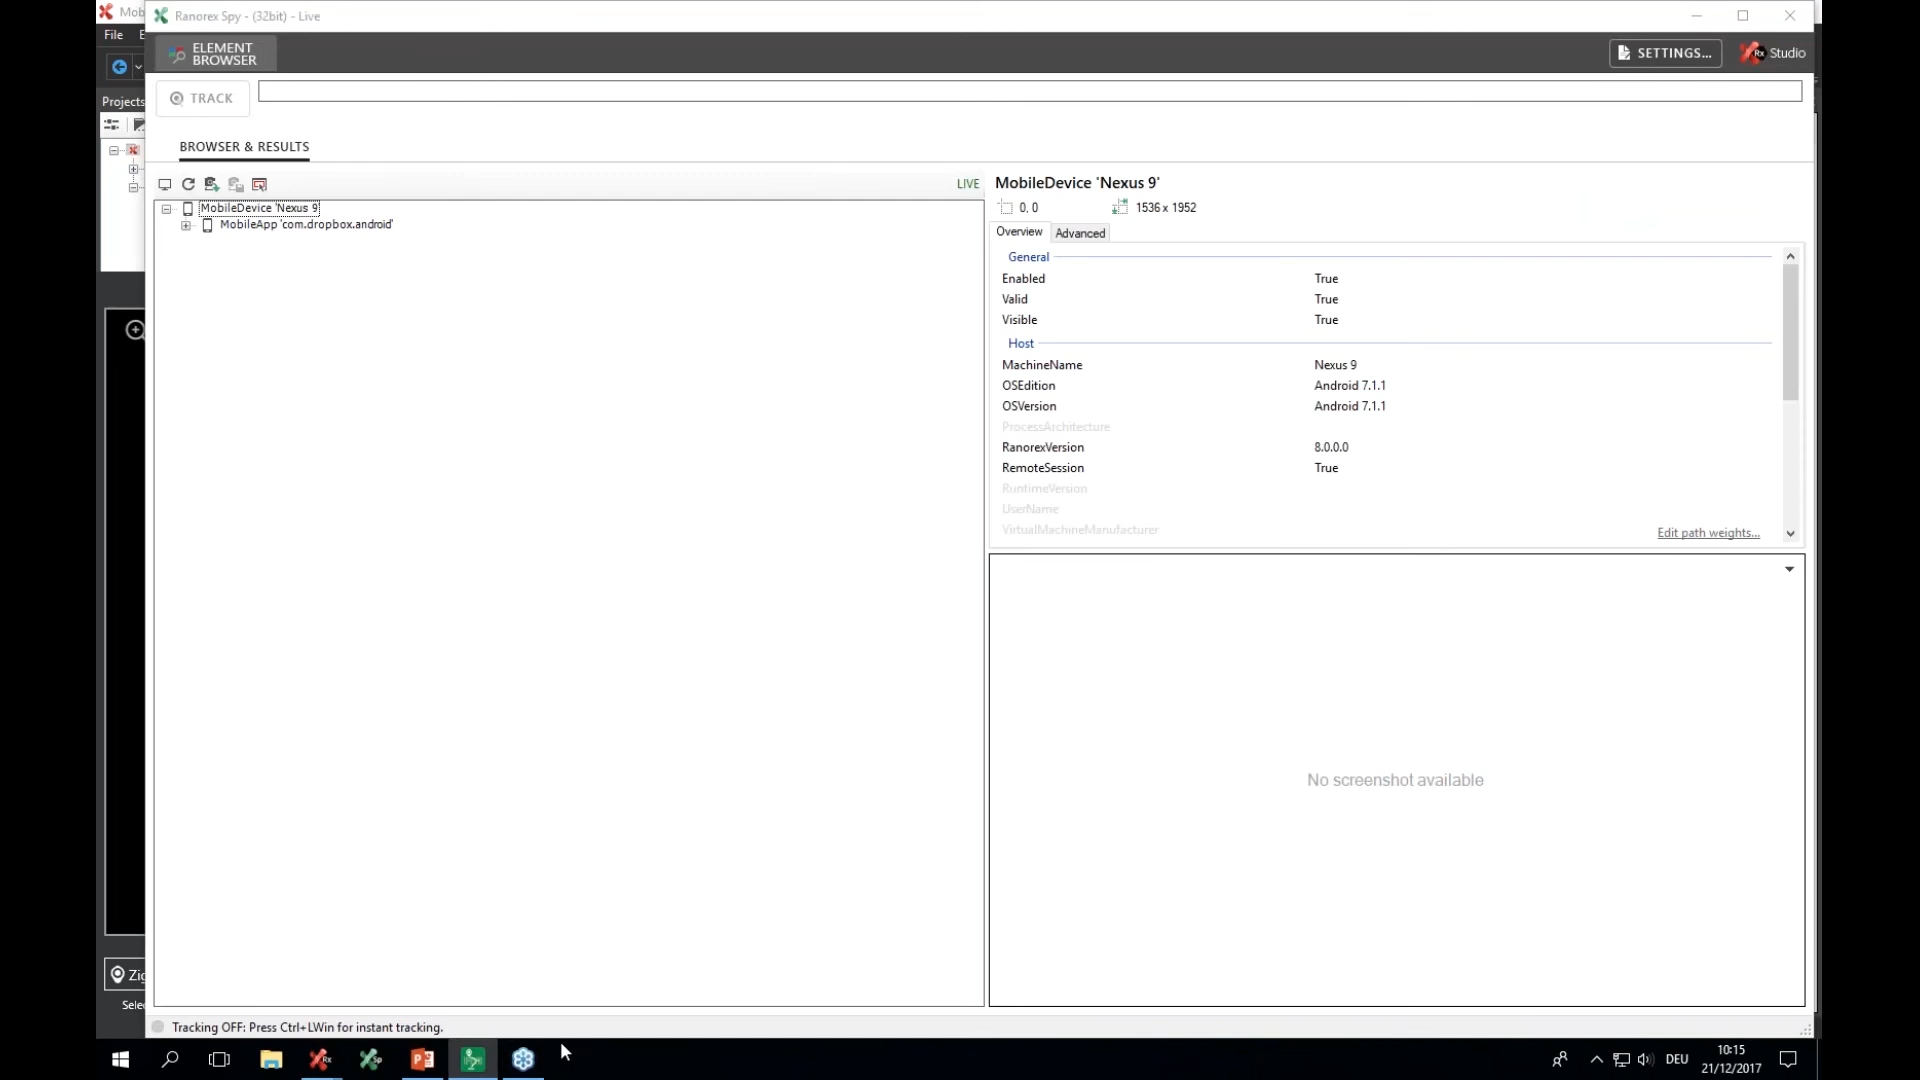 Mob
Ranorex Spy - (32bit) - Live
File
E
ELEMENT
BROWSER
SETTINGS...
Studio
TRACK
Projects
BROWSER & RESULTS
LIVE
MobileDevice 'Nexus 9'
MobileApp 'com.dropbox.android'
MobileDevice 'Nexus 9'
0, 0
1536 x 1952
Overview
Advanced
General
Enabled True
Valid True
Visible True
Host
MachineName Nexus 9
OSEdition Android 7.1.1
OSVersion Android 7.1.1
ProcessArchitecture
RanorexVersion 8.0.0.0
RemoteSession True
RuntimeVersion
UserName
VirtualMachineManufacturer
Edit path weights...
No screenshot available
Zig
Selec
Tracking OFF: Press Ctrl+LWin for instant tracking.
DEU
10:15
21/12/2017